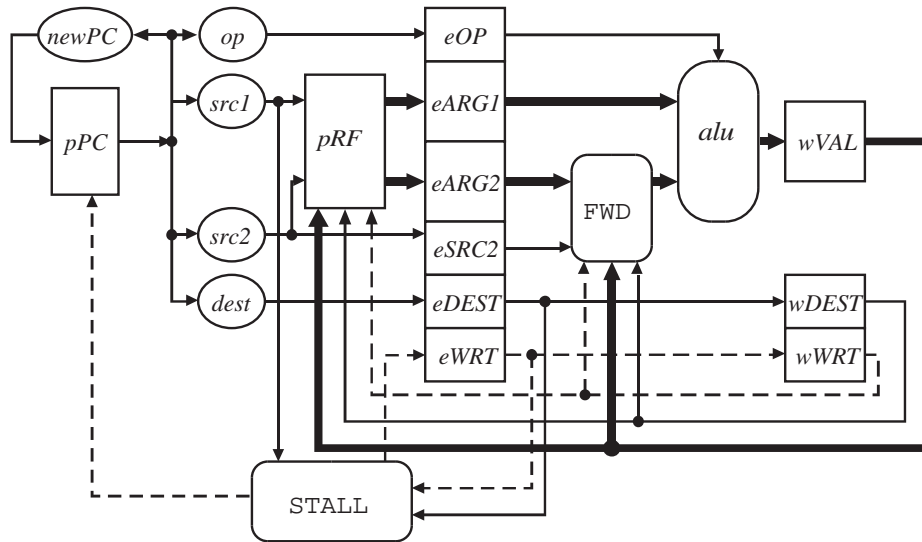 newPC
op
eOP
src1
eARG1
pPC
pRF
alu
wVAL
eARG2
FWD
src2
eSRC2
dest
eDEST
wDEST
eWRT
wWRT
STALL